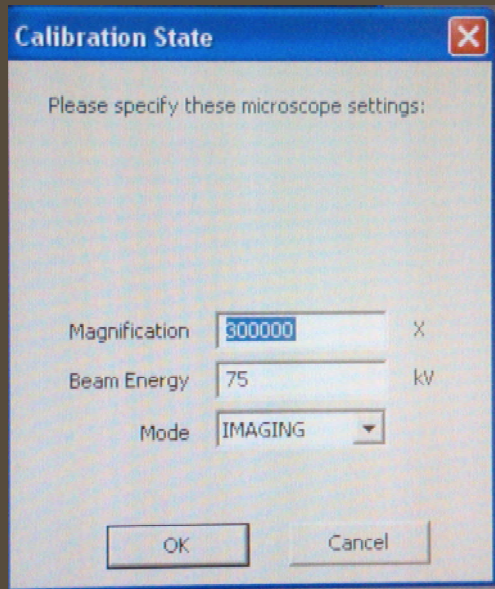 Calibration State
Please specify these microscope settings:
Magnification 300000 X
Beam Energy 75 kV
Mode IMAGING
OK Cancel